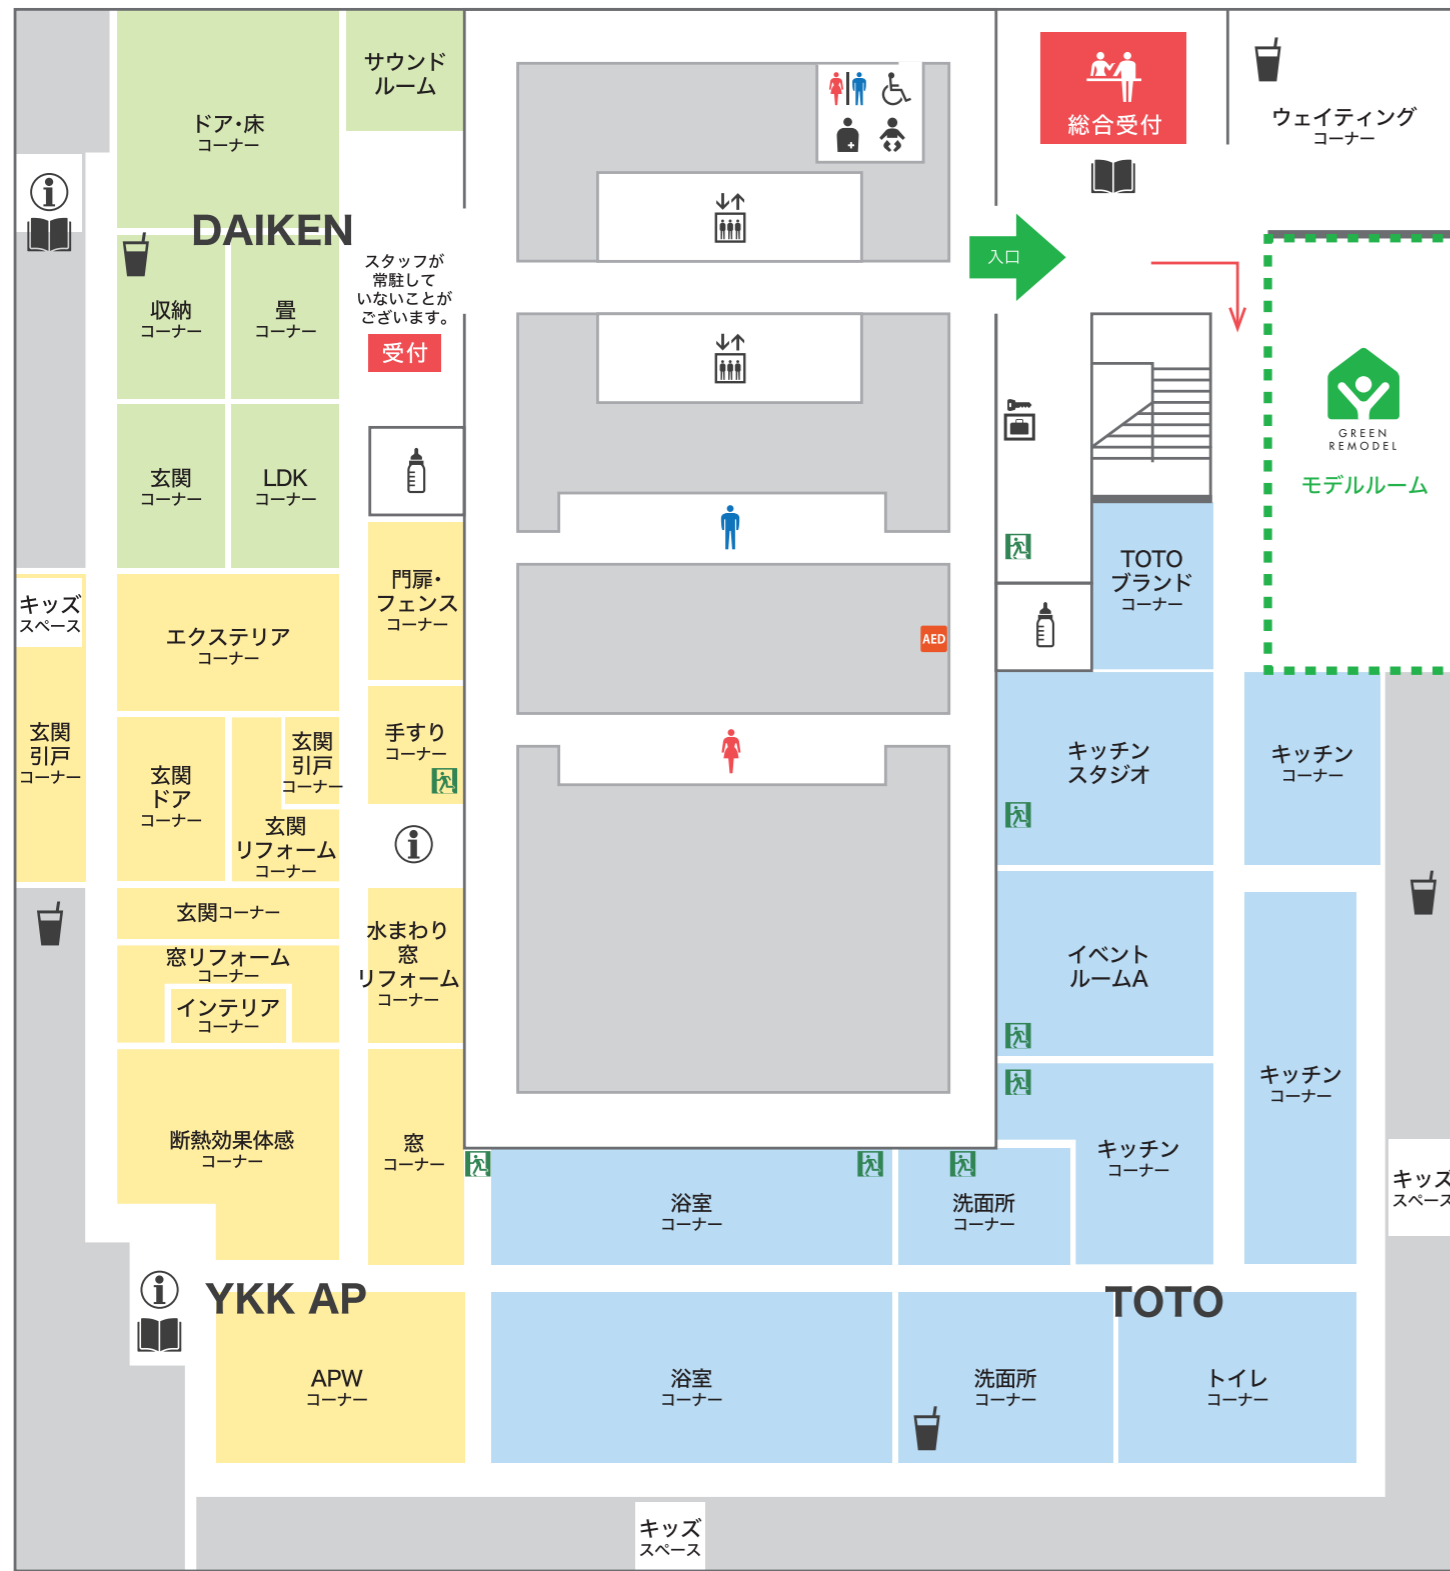 サウンド
ルーム
ドア・床
コーナー
DAIKEN
収納
コーナー
畳
コーナー
スタッフが
常駐して
いないことが
ございます。
受付
玄関
コーナー
LDK
コーナー
総合受付
ウェイティング
コーナー
入口
GREEN
REMODEL
モデルルーム
キッズ
スペース
エクステリア
コーナー
門扉・
フェンス
コーナー
玄関
引戸
コーナー
玄関
ドア
コーナー
玄関
引戸
コーナー
玄関
リフォーム
コーナー
手すり
コーナー
玄関コーナー
窓リフォーム
コーナー
インテリア
コーナー
水まわり
窓
リフォーム
コーナー
断熱効果体感
コーナー
窓
コーナー
YKK AP
APW
コーナー
AED
TOTO
ブランド
コーナー
キッチン
スタジオ
キッチン
コーナー
イベント
ルームA
キッチン
コーナー
キッチン
コーナー
キッズ
スペース
浴室
コーナー
洗面所
コーナー
TOTO
浴室
コーナー
洗面所
コーナー
トイレ
コーナー
キッズ
スペース